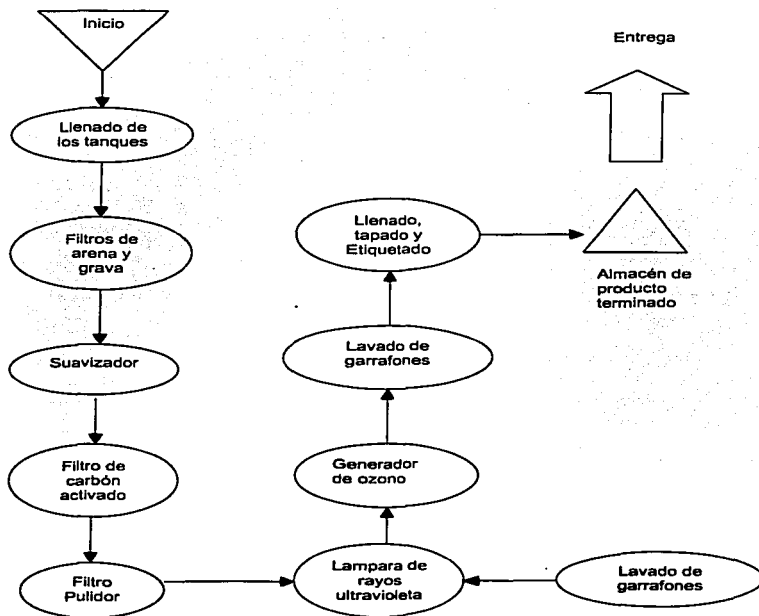 Inicio
Llenado de
los tanques
Filtros de
arena y
grava
Suavizador
Filtro de
carbón
activado
Filtro
Pulidor
Lampara de
rayos
ultravioleta
Lavado de
garrafones
Generador
de ozono
Lavado de
garrafones
Llenado,
tapado y
Etiquetado
Almacén de
producto
terminado
Entrega